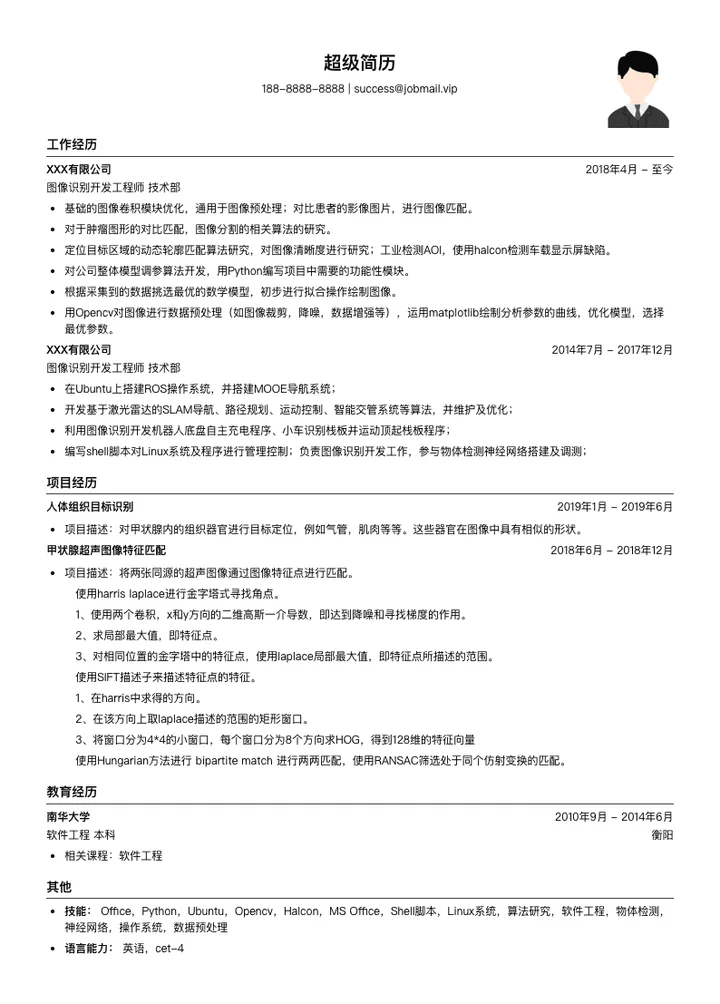 超级简历
188-8888-8888 | success@jobmail.vip
工作经历
XXX有限公司 2018年4月 – 至今
图像识别开发工程师 技术部
• 基础的图像卷积模块优化，通用于图像预处理；对比患者的影像图片，进行图像匹配。
• 对于肿瘤图形的对比匹配，图像分割的相关算法的研究。
• 定位目标区域的动态轮廓匹配算法研究，对图像清晰度进行研究；工业检测AOI，使用halcon检测车载显示屏缺陷。
• 对公司整体模型调参算法开发，用Python编写项目中需要的功能性模块。
• 根据采集到的数据挑选最优的数学模型，初步进行拟合操作绘制图像。
• 用Opencv对图像进行数据预处理（如图像裁剪，降噪，数据增强等），运用matplotlib绘制分析参数的曲线，优化模型，选择
最优参数。
XXX有限公司 2014年7月 – 2017年12月
图像识别开发工程师 技术部
• 在Ubuntu上搭建ROS操作系统，并搭建MOOE导航系统；
• 开发基于激光雷达的SLAM导航、路径规划、运动控制、智能交管系统等算法，并维护及优化；
• 利用图像识别开发机器人底盘自主充电程序、小车识别栈板并运动顶起栈板程序；
• 编写shell脚本对Linux系统及程序进行管理控制；负责图像识别开发工作，参与物体检测神经网络搭建及调测；
项目经历
人体组织目标识别 2019年1月 – 2019年6月
• 项目描述：对甲状腺内的组织器官进行目标定位，例如气管，肌肉等等。这些器官在图像中具有相似的形状。
甲状腺超声图像特征匹配 2018年6月 – 2018年12月
• 项目描述：将两张同源的超声图像通过图像特征点进行匹配。
使用harris laplace进行金字塔式寻找角点。
1、使用两个卷积，x和y方向的二维高斯一介导数，即达到降噪和寻找梯度的作用。
2、求局部最大值，即特征点。
3、对相同位置的金字塔中的特征点，使用laplace局部最大值，即特征点所描述的范围。
使用SIFT描述子来描述特征点的特征。
1、在harris中求得的方向。
2、在该方向上取laplace描述的范围的矩形窗口。
3、将窗口分为4*4的小窗口，每个窗口分为8个方向求HOG，得到128维的特征向量
使用Hungarian方法进行 bipartite match 进行两两匹配，使用RANSAC筛选处于同个仿射变换的匹配。
教育经历
南华大学 2010年9月 – 2014年6月
软件工程 本科 衡阳
• 相关课程：软件工程
其他
• 技能： Office，Python，Ubuntu，Opencv，Halcon，MS Office，Shell脚本，Linux系统，算法研究，软件工程，物体检测，
神经网络，操作系统，数据预处理
• 语言能力： 英语，cet-4